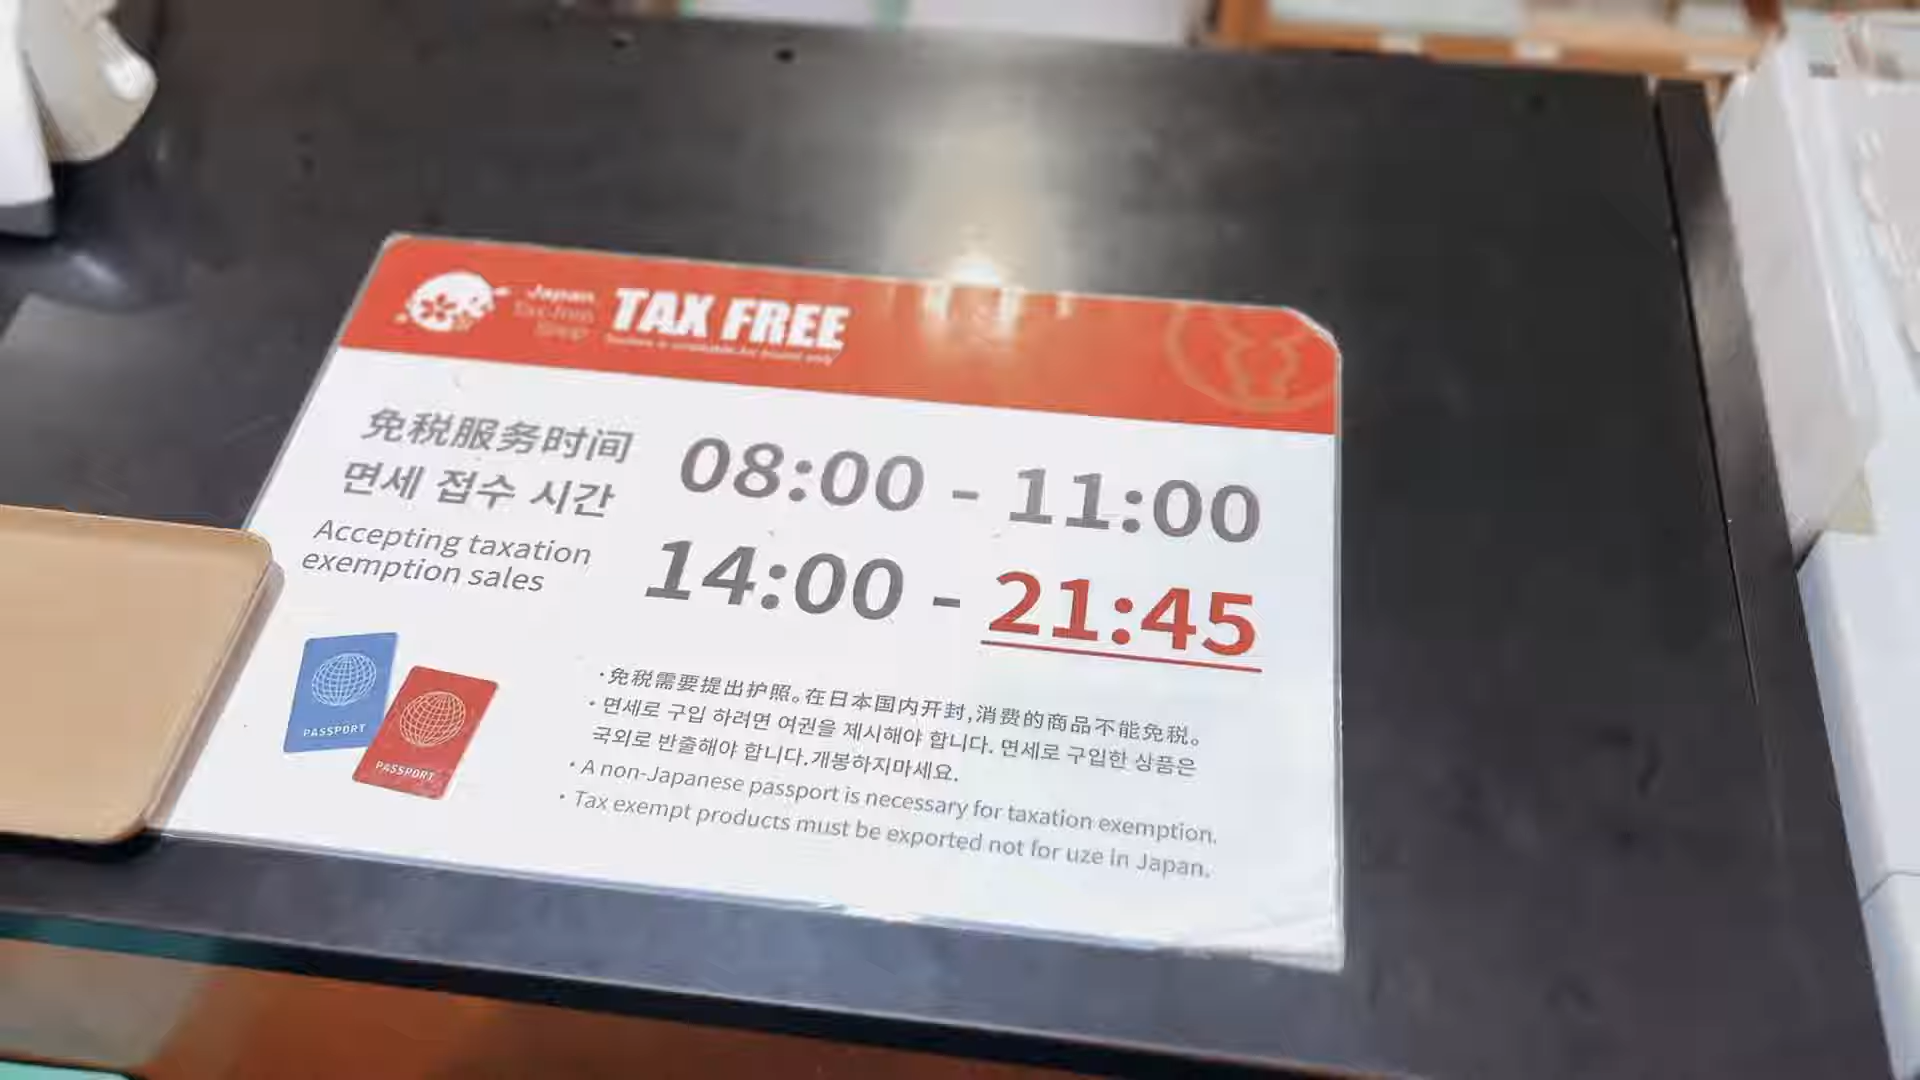 Japan
Tax-free
Shop
TAX FREE
免税服务时间
면세 접수 시간
Accepting taxation
exemption sales
08:00 - 11:00
14:00 - 21:45
PASSPORT
PASSPORT
·免税需要提出护照。在日本国内开封,消费的商品不能免税。
· 면세로 구입 하려면 여권을 제시해야 합니다. 면세로 구입한 상품은
국외로 반출해야 합니다.개봉하지마세요.
· A non-Japanese passport is necessary for taxation exemption.
· Tax exempt products must be exported not for uze in Japan.